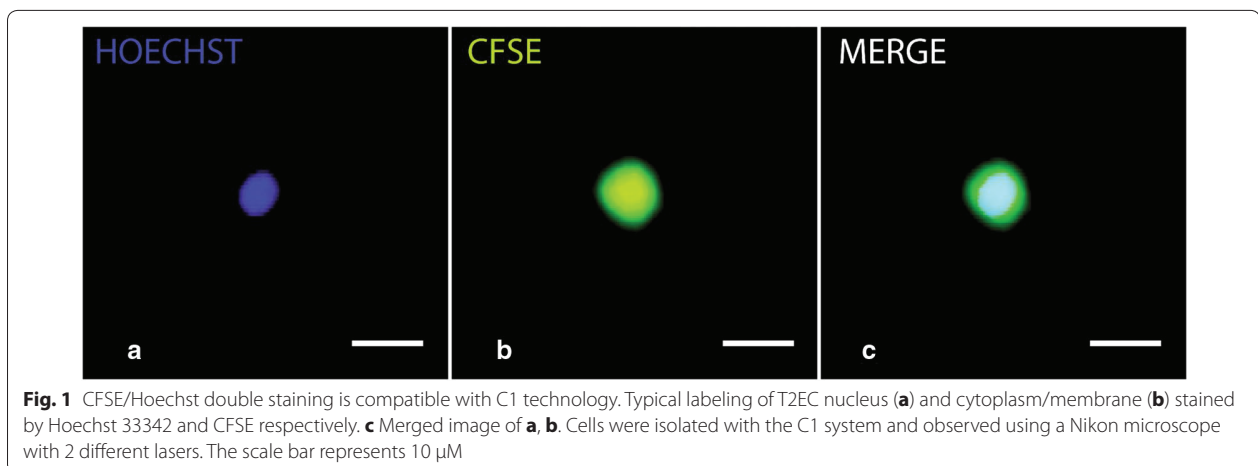 HOECHST CFSE MERGE
a b c
Fig. 1 CFSE/Hoechst double staining is compatible with C1 technology. Typical labeling of T2EC nucleus (a) and cytoplasm/membrane (b) stained
by Hoechst 33342 and CFSE respectively. c Merged image of a, b. Cells were isolated with the C1 system and observed using a Nikon microscope
with 2 different lasers. The scale bar represents 10 μM